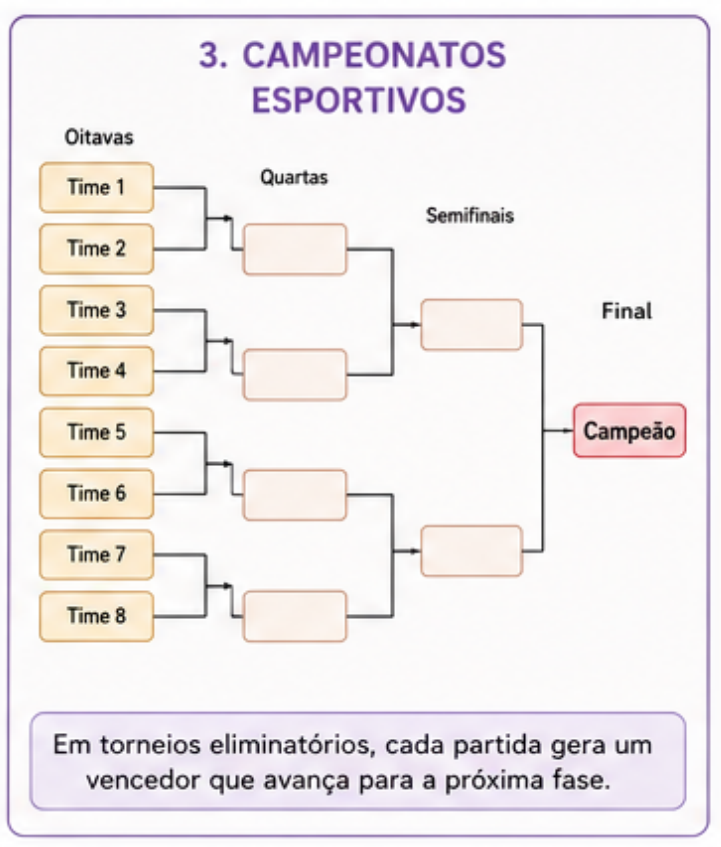 3. CAMPEONATOS
ESPORTIVOS
Oitavas
Quartas
Semifinais
Final
Time 1
Time 2
Time 3
Time 4
Time 5
Time 6
Time 7
Time 8
Campeão
Em torneios eliminatórios, cada partida gera um
vencedor que avança para a próxima fase.